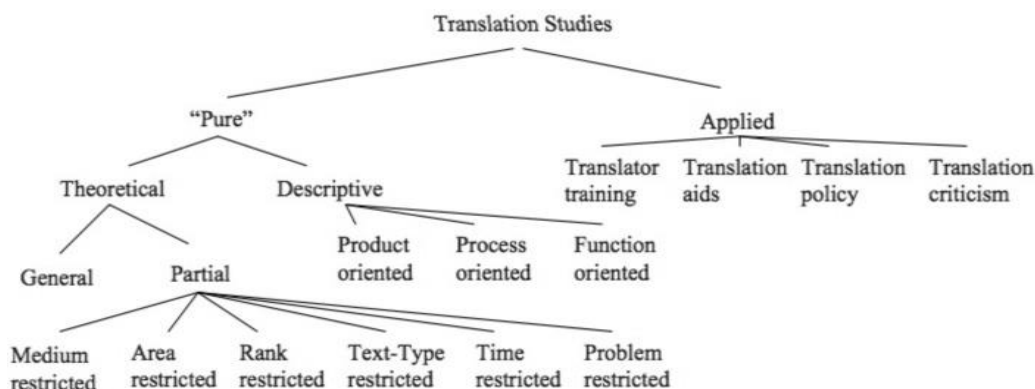 Translation Studies
“Pure”
Applied
Translator training
Translation aids
Translation policy
Translation criticism
Theoretical
Descriptive
Product oriented
Process oriented
Function oriented
General
Partial
Medium restricted
Area restricted
Rank restricted
Text-Type restricted
Time restricted
Problem restricted